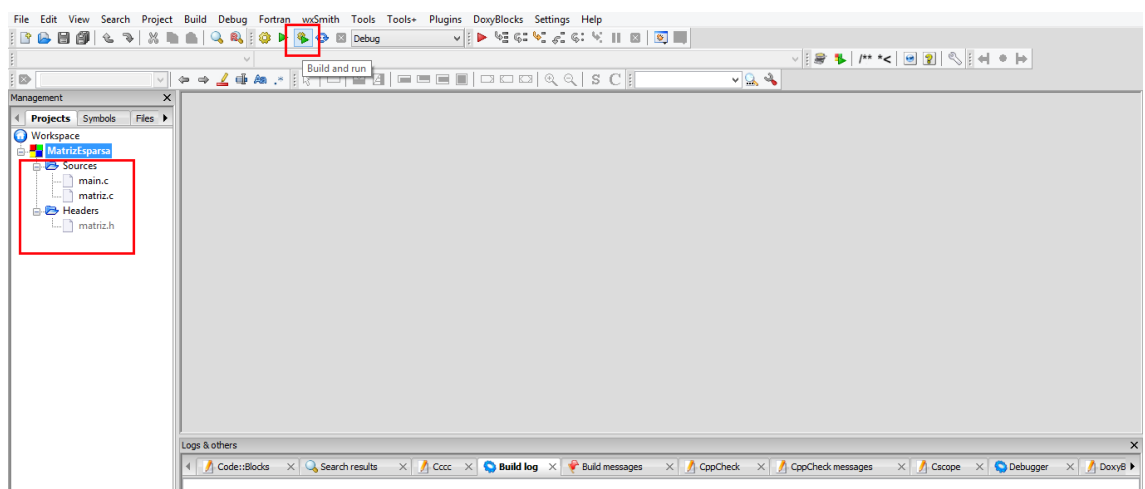 File Edit View Search Project Build Debug Fortran wxSmith Tools Tools+ Plugins DoxyBlocks Settings Help
Debug
/** *<
Build and run
S C
Management
Projects Symbols Files
Workspace
MatrizEsparsa
Sources
main.c
matriz.c
Headers
matriz.h
Logs & others
Code::Blocks Search results Cccc Build log Build messages CppCheck CppCheck messages Cscope Debugger DoxyB